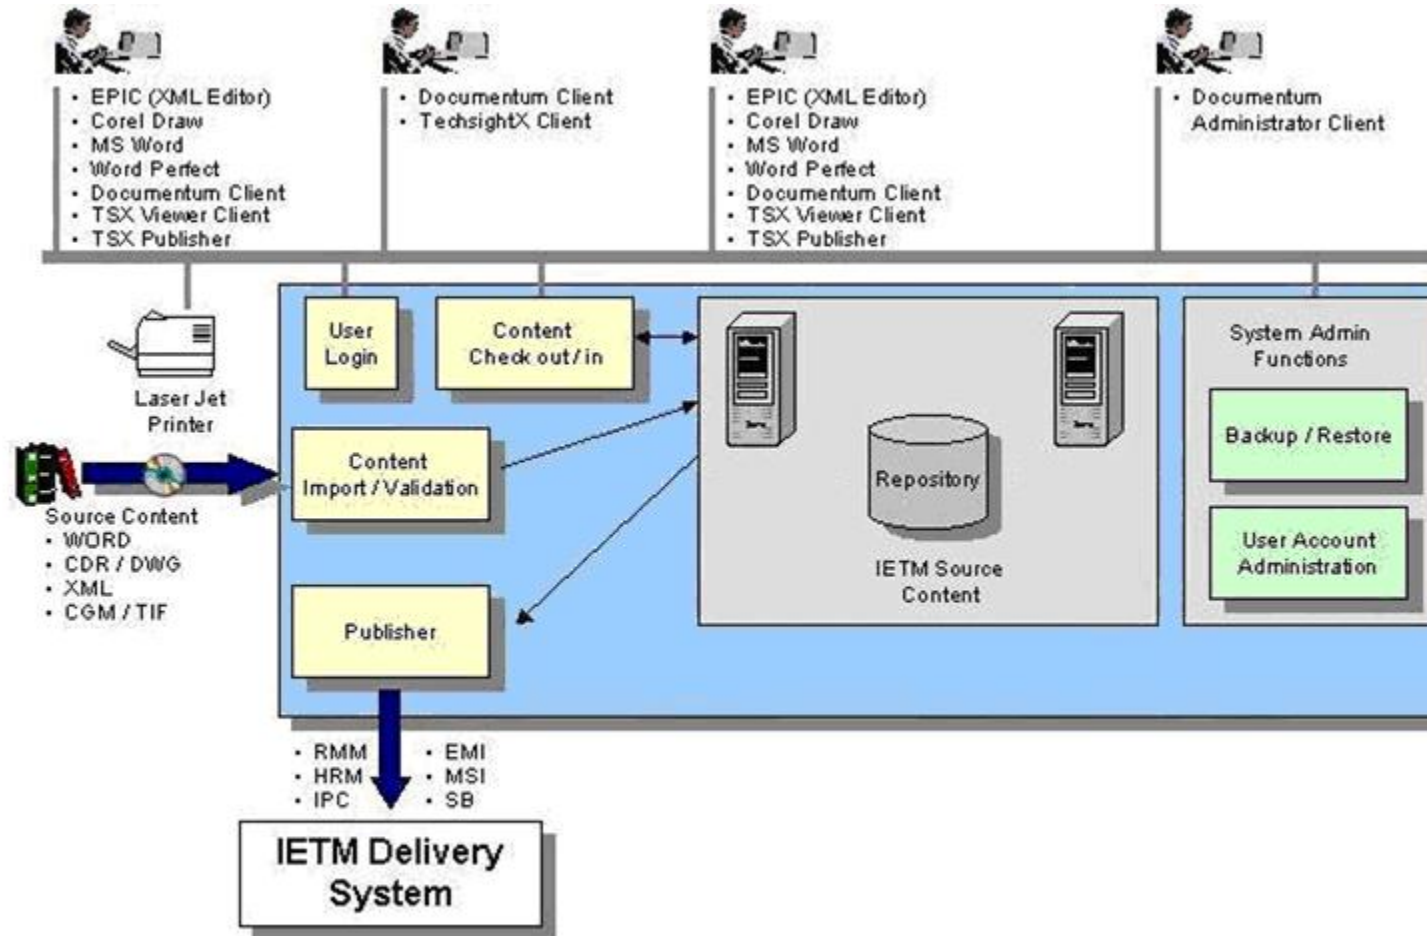 • EPIC (XML Editor)
• Corel Draw
• MS Word
• Word Perfect
• Documentum Client
• TSX Viewer Client
• TSX Publisher
• Documentum Client
• TechsightX Client
• EPIC (XML Editor)
• Corel Draw
• MS Word
• Word Perfect
• Documentum Client
• TSX Viewer Client
• TSX Publisher
• Documentum
Administrator Client
Laser Jet
Printer
User
Login
Content
Check out / in
System Admin
Functions
Backup / Restore
User Account
Administration
Content
Import / Validation
Repository
IETM Source
Content
Source Content
• WORD
• CDR / DWG
• XML
• CGM / TIF
Publisher
• RMM
• HRM
• IPC
• EMI
• MSI
• SB
IETM Delivery
System